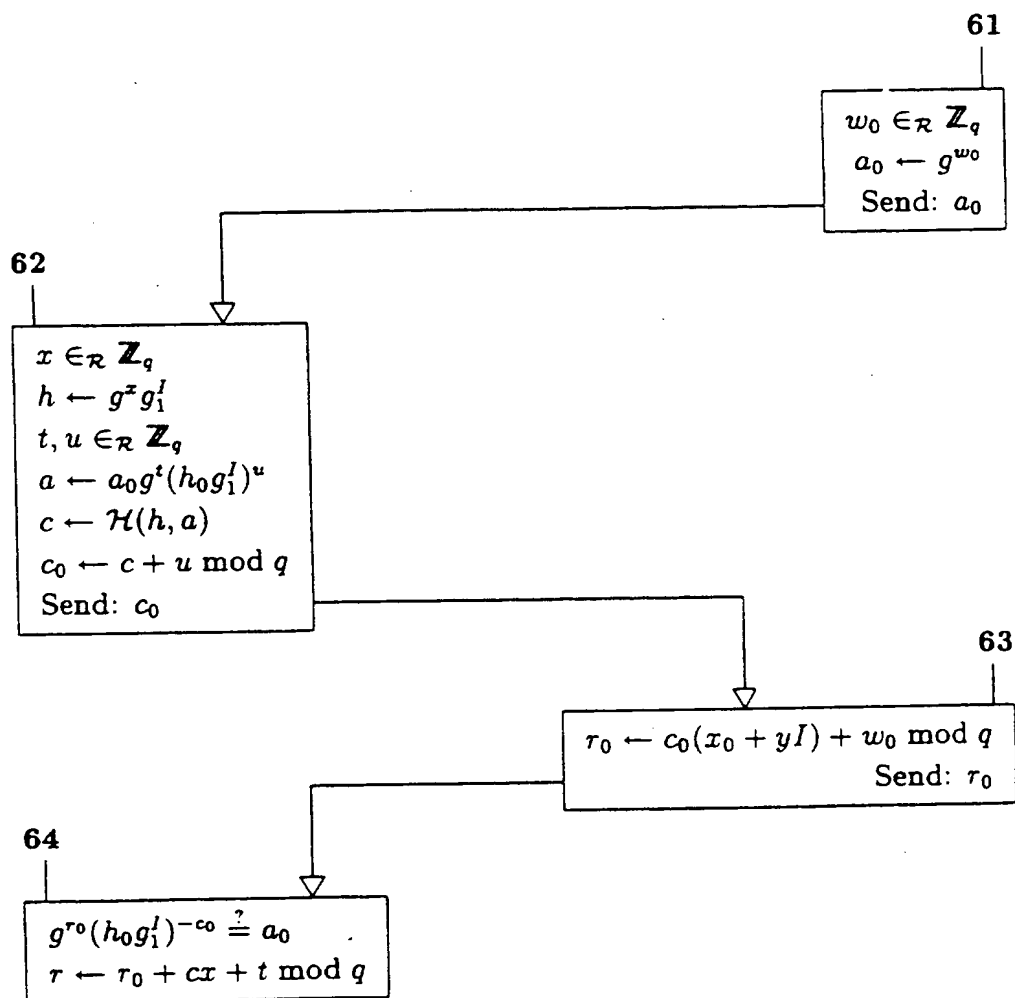 61
w₀ ∈_ℛ ℤ_q
a₀ ← g^{w₀}
Send: a₀
62
x ∈_ℛ ℤ_q
h ← g^x g₁^I
t, u ∈_ℛ ℤ_q
a ← a₀g^t(h₀g₁^I)^u
c ← ℋ(h, a)
c₀ ← c + u mod q
Send: c₀
63
r₀ ← c₀(x₀ + yI) + w₀ mod q
Send: r₀
64
g^{r₀}(h₀g₁^I)^{-c₀} ≟ a₀
r ← r₀ + cx + t mod q